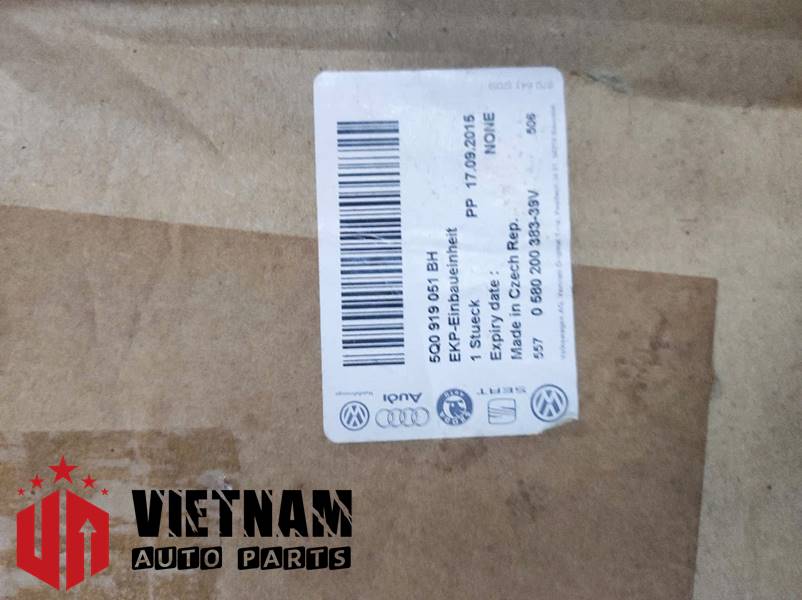 5Q0 919 051 BH
EKP-Einbaueinheit
1 Stueck PP 17.09.2015
Expiry date : NONE
Made in Czech Rep.
557 0 580 200 383-39V 506
Audi
SEAT
VIETNAM
AUTO PARTS